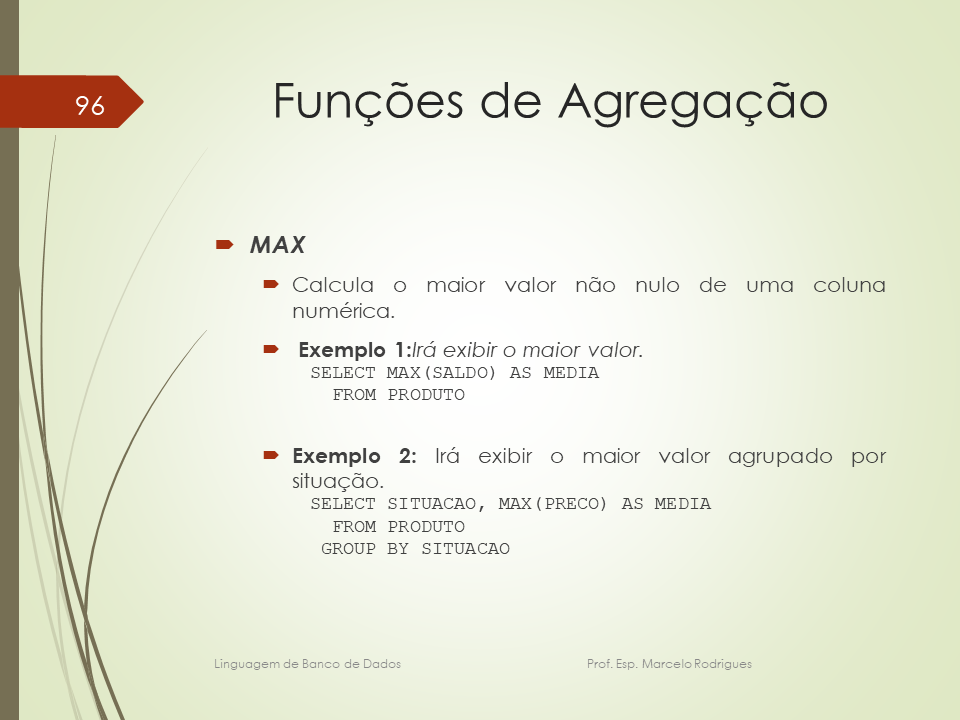 96
Funções de Agregação
MAX
Calcula o maior valor não nulo de uma coluna
numérica.
Exemplo 1:Irá exibir o maior valor.
SELECT MAX(SALDO) AS MEDIA
FROM PRODUTO
Exemplo 2: Irá exibir o maior valor agrupado por
situação.
SELECT SITUACAO, MAX(PRECO) AS MEDIA
FROM PRODUTO
GROUP BY SITUACAO
Linguagem de Banco de Dados Prof. Esp. Marcelo Rodrigues